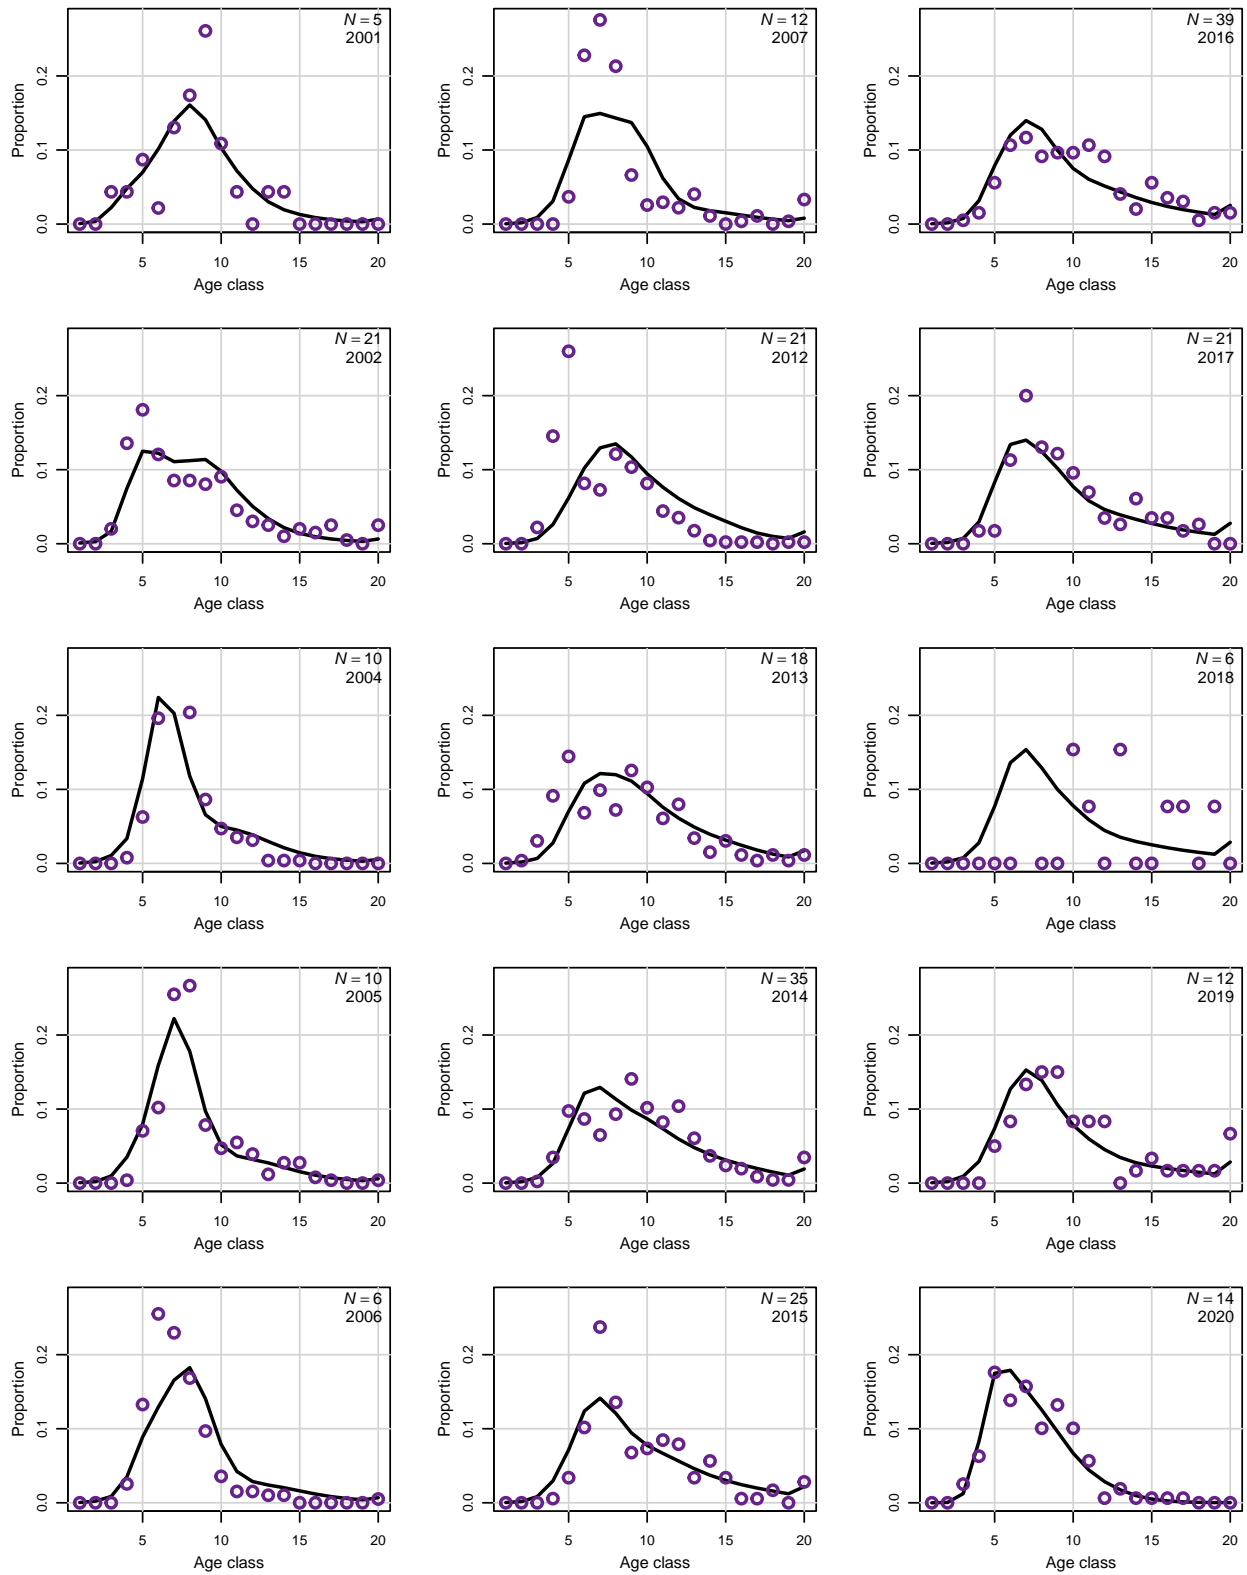 N = 5
2001
Proportion
0.2
0.1
0.0
5 10 15 20
Age class
N = 12
2007
Proportion
0.2
0.1
0.0
5 10 15 20
Age class
N = 39
2016
Proportion
0.2
0.1
0.0
5 10 15 20
Age class
N = 21
2002
Proportion
0.2
0.1
0.0
5 10 15 20
Age class
N = 21
2012
Proportion
0.2
0.1
0.0
5 10 15 20
Age class
N = 21
2017
Proportion
0.2
0.1
0.0
5 10 15 20
Age class
N = 10
2004
Proportion
0.2
0.1
0.0
5 10 15 20
Age class
N = 18
2013
Proportion
0.2
0.1
0.0
5 10 15 20
Age class
N = 6
2018
Proportion
0.2
0.1
0.0
5 10 15 20
Age class
N = 10
2005
Proportion
0.2
0.1
0.0
5 10 15 20
Age class
N = 35
2014
Proportion
0.2
0.1
0.0
5 10 15 20
Age class
N = 12
2019
Proportion
0.2
0.1
0.0
5 10 15 20
Age class
N = 6
2006
Proportion
0.2
0.1
0.0
5 10 15 20
Age class
N = 25
2015
Proportion
0.2
0.1
0.0
5 10 15 20
Age class
N = 14
2020
Proportion
0.2
0.1
0.0
5 10 15 20
Age class